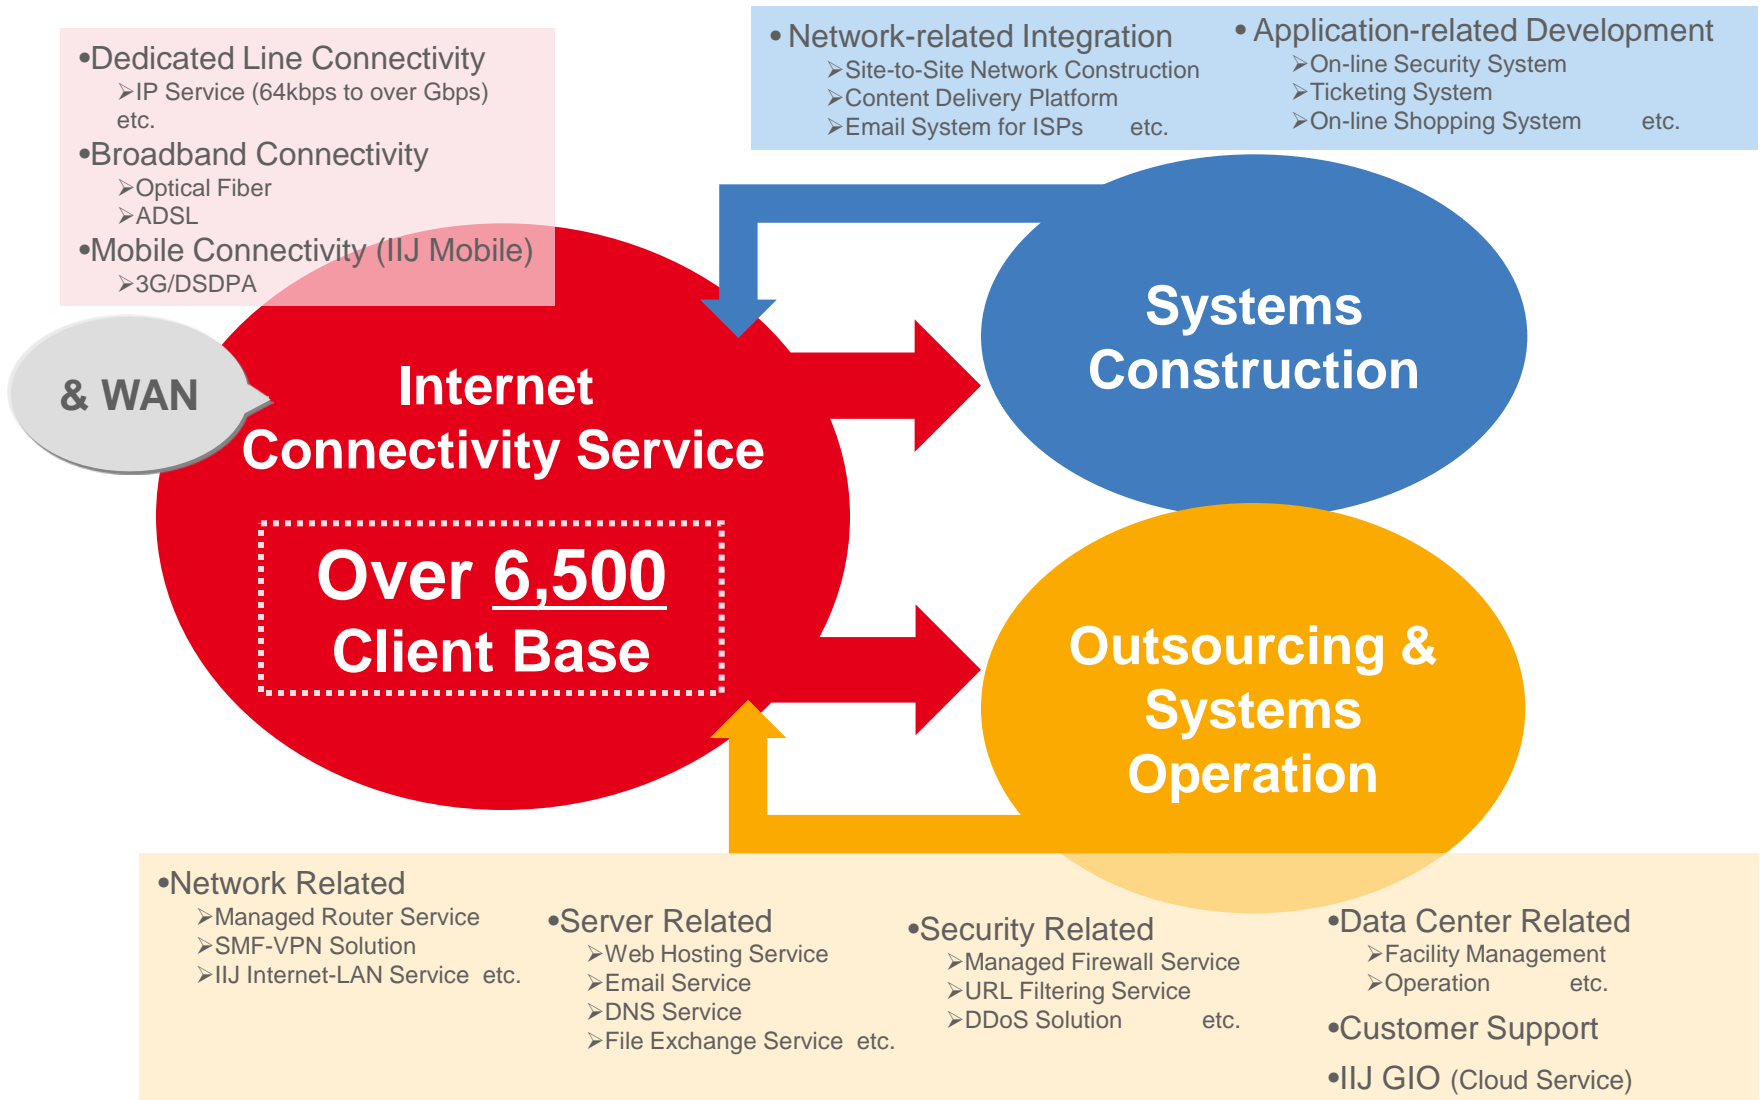 •Dedicated Line Connectivity
➢IP Service (64kbps to over Gbps)
etc.
•Broadband Connectivity
➢Optical Fiber
➢ADSL
•Mobile Connectivity (IIJ Mobile)
➢3G/DSDPA
• Network-related Integration
➢Site-to-Site Network Construction
➢Content Delivery Platform
➢Email System for ISPs etc.
• Application-related Development
➢On-line Security System
➢Ticketing System
➢On-line Shopping System etc.
& WAN
Internet
Connectivity Service
Over 6,500
Client Base
Systems
Construction
Outsourcing &
Systems
Operation
•Network Related
➢Managed Router Service
➢SMF-VPN Solution
➢IIJ Internet-LAN Service etc.
•Server Related
➢Web Hosting Service
➢Email Service
➢DNS Service
➢File Exchange Service etc.
•Security Related
➢Managed Firewall Service
➢URL Filtering Service
➢DDoS Solution etc.
•Data Center Related
➢Facility Management
➢Operation etc.
•Customer Support
•IIJ GIO (Cloud Service)